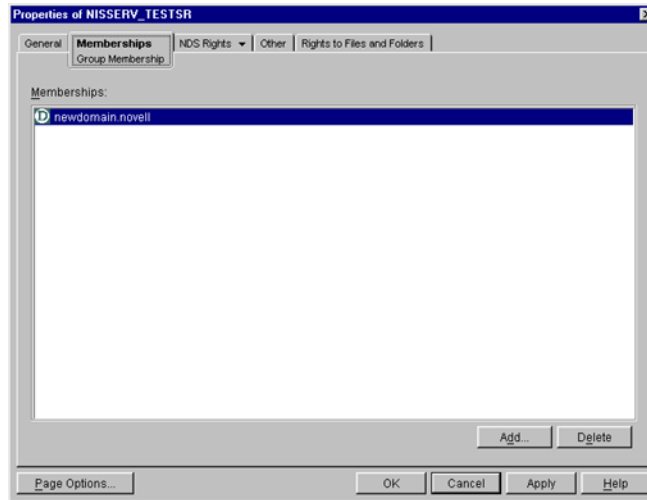 Properties of NISSERV_TESTSR
General Memberships NDS Rights Other Rights to Files and Folders
Group Membership
Memberships:
newdomain.novell
Add... Delete
Page Options... OK Cancel Apply Help